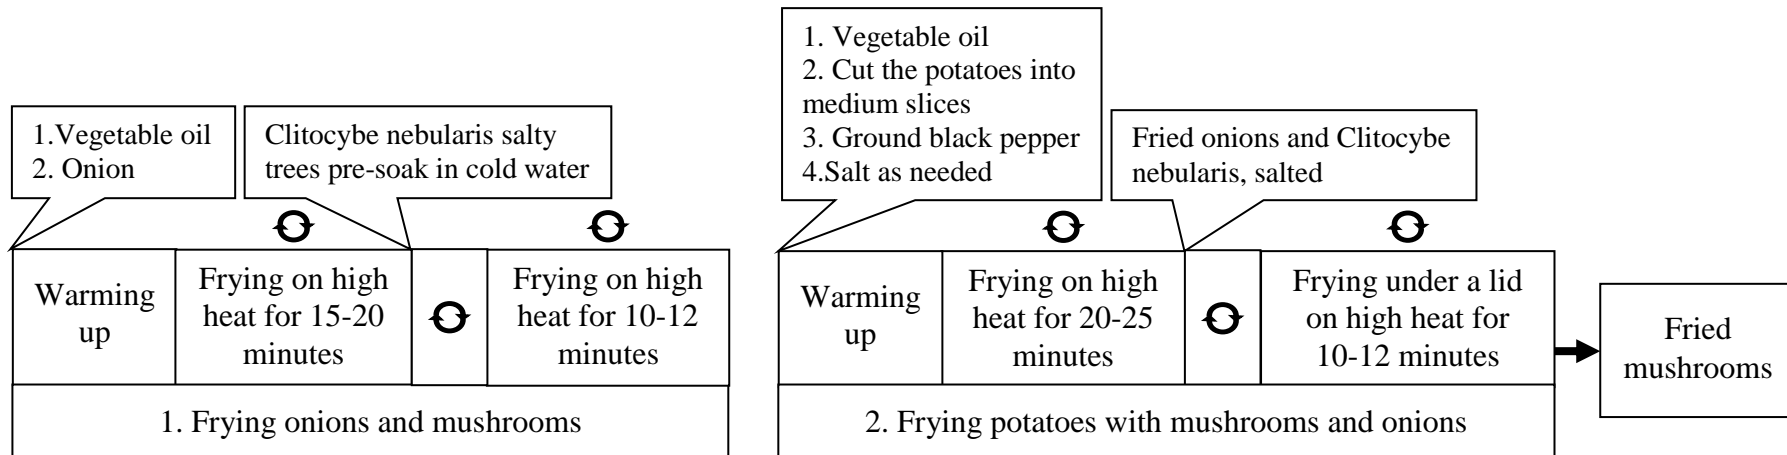 1.Vegetable oil
2. Onion
Clitocybe nebularis salty
trees pre-soak in cold water
Warming
up
Frying on high
heat for 15-20
minutes
Frying on high
heat for 10-12
minutes
1. Frying onions and mushrooms
1. Vegetable oil
2. Cut the potatoes into
medium slices
3. Ground black pepper
4.Salt as needed
Fried onions and Clitocybe
nebularis, salted
Warming
up
Frying on high
heat for 20-25
minutes
Frying under a lid
on high heat for
10-12 minutes
2. Frying potatoes with mushrooms and onions
Fried
mushrooms